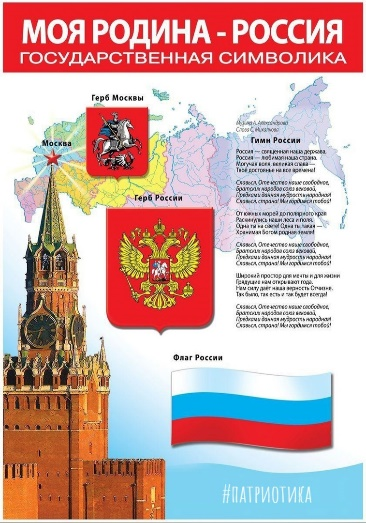 МОЯ РОДИНА - РОССИЯ
ГОСУДАРСТВЕННАЯ СИМВОЛИКА
Герб Москвы
Москва
Музыка А. Александрова
Слова С. Михалкова
Гимн России
Россия — священная наша держава,
Россия — любимая наша страна.
Могучая воля, великая слава —
Твоё достоянье на все времена!
Славься, Отечество наше свободное,
Братских народов союз вековой,
Предками данная мудрость народная!
Славься, страна! Мы гордимся тобой!
Герб России
От южных морей до полярного края
Раскинулись наши леса и поля.
Одна ты на свете! Одна ты такая —
Хранимая Богом родная земля!
Славься, Отечество наше свободное,
Братских народов союз вековой,
Предками данная мудрость народная!
Славься, страна! Мы гордимся тобой!
Широкий простор для мечты и для жизни
Грядущие нам открывают года.
Нам силу даёт наша верность Отчизне.
Так было, так есть и так будет всегда!
Славься, Отечество наше свободное,
Братских народов союз вековой,
Предками данная мудрость народная!
Славься, страна! Мы гордимся тобой!
Флаг России
#ПАТРИОТИКА